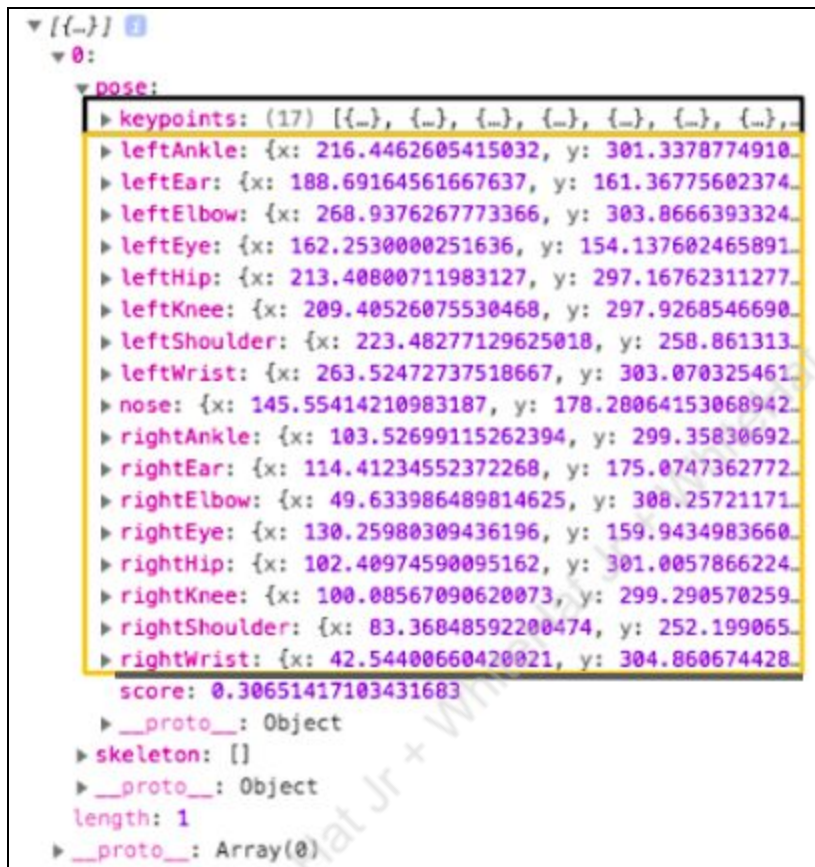 ▼ [{…}] i
▼ 0:
▼ pose:
▶ keypoints: (17) [{…}, {…}, {…}, {…}, {…}, {…}, {…},…
▶ leftAnkle: {x: 216.4462605415032, y: 301.3378774910…
▶ leftEar: {x: 188.69164561667637, y: 161.36775602374…
▶ leftElbow: {x: 268.9376267773366, y: 303.8666393324…
▶ leftEye: {x: 162.2530000251636, y: 154.137602465891…
▶ leftHip: {x: 213.40800711983127, y: 297.16762311277…
▶ leftKnee: {x: 209.40526075530468, y: 297.9268546690…
▶ leftShoulder: {x: 223.48277129625018, y: 258.861313…
▶ leftWrist: {x: 263.52472737518667, y: 303.070325461…
▶ nose: {x: 145.55414210983187, y: 178.28064153068942…
▶ rightAnkle: {x: 103.52699115262394, y: 299.35830692…
▶ rightEar: {x: 114.41234552372268, y: 175.0747362772…
▶ rightElbow: {x: 49.633986489814625, y: 308.25721171…
▶ rightEye: {x: 130.25980309436196, y: 159.9434983660…
▶ rightHip: {x: 102.40974590095162, y: 301.0057866224…
▶ rightKnee: {x: 100.08567090620073, y: 299.290570259…
▶ rightShoulder: {x: 83.36848592200474, y: 252.199065…
▶ rightWrist: {x: 42.54400660420021, y: 304.860674428…
score: 0.30651417103431683
▶ __proto__: Object
▶ skeleton: []
▶ __proto__: Object
length: 1
▶ __proto__: Array(0)